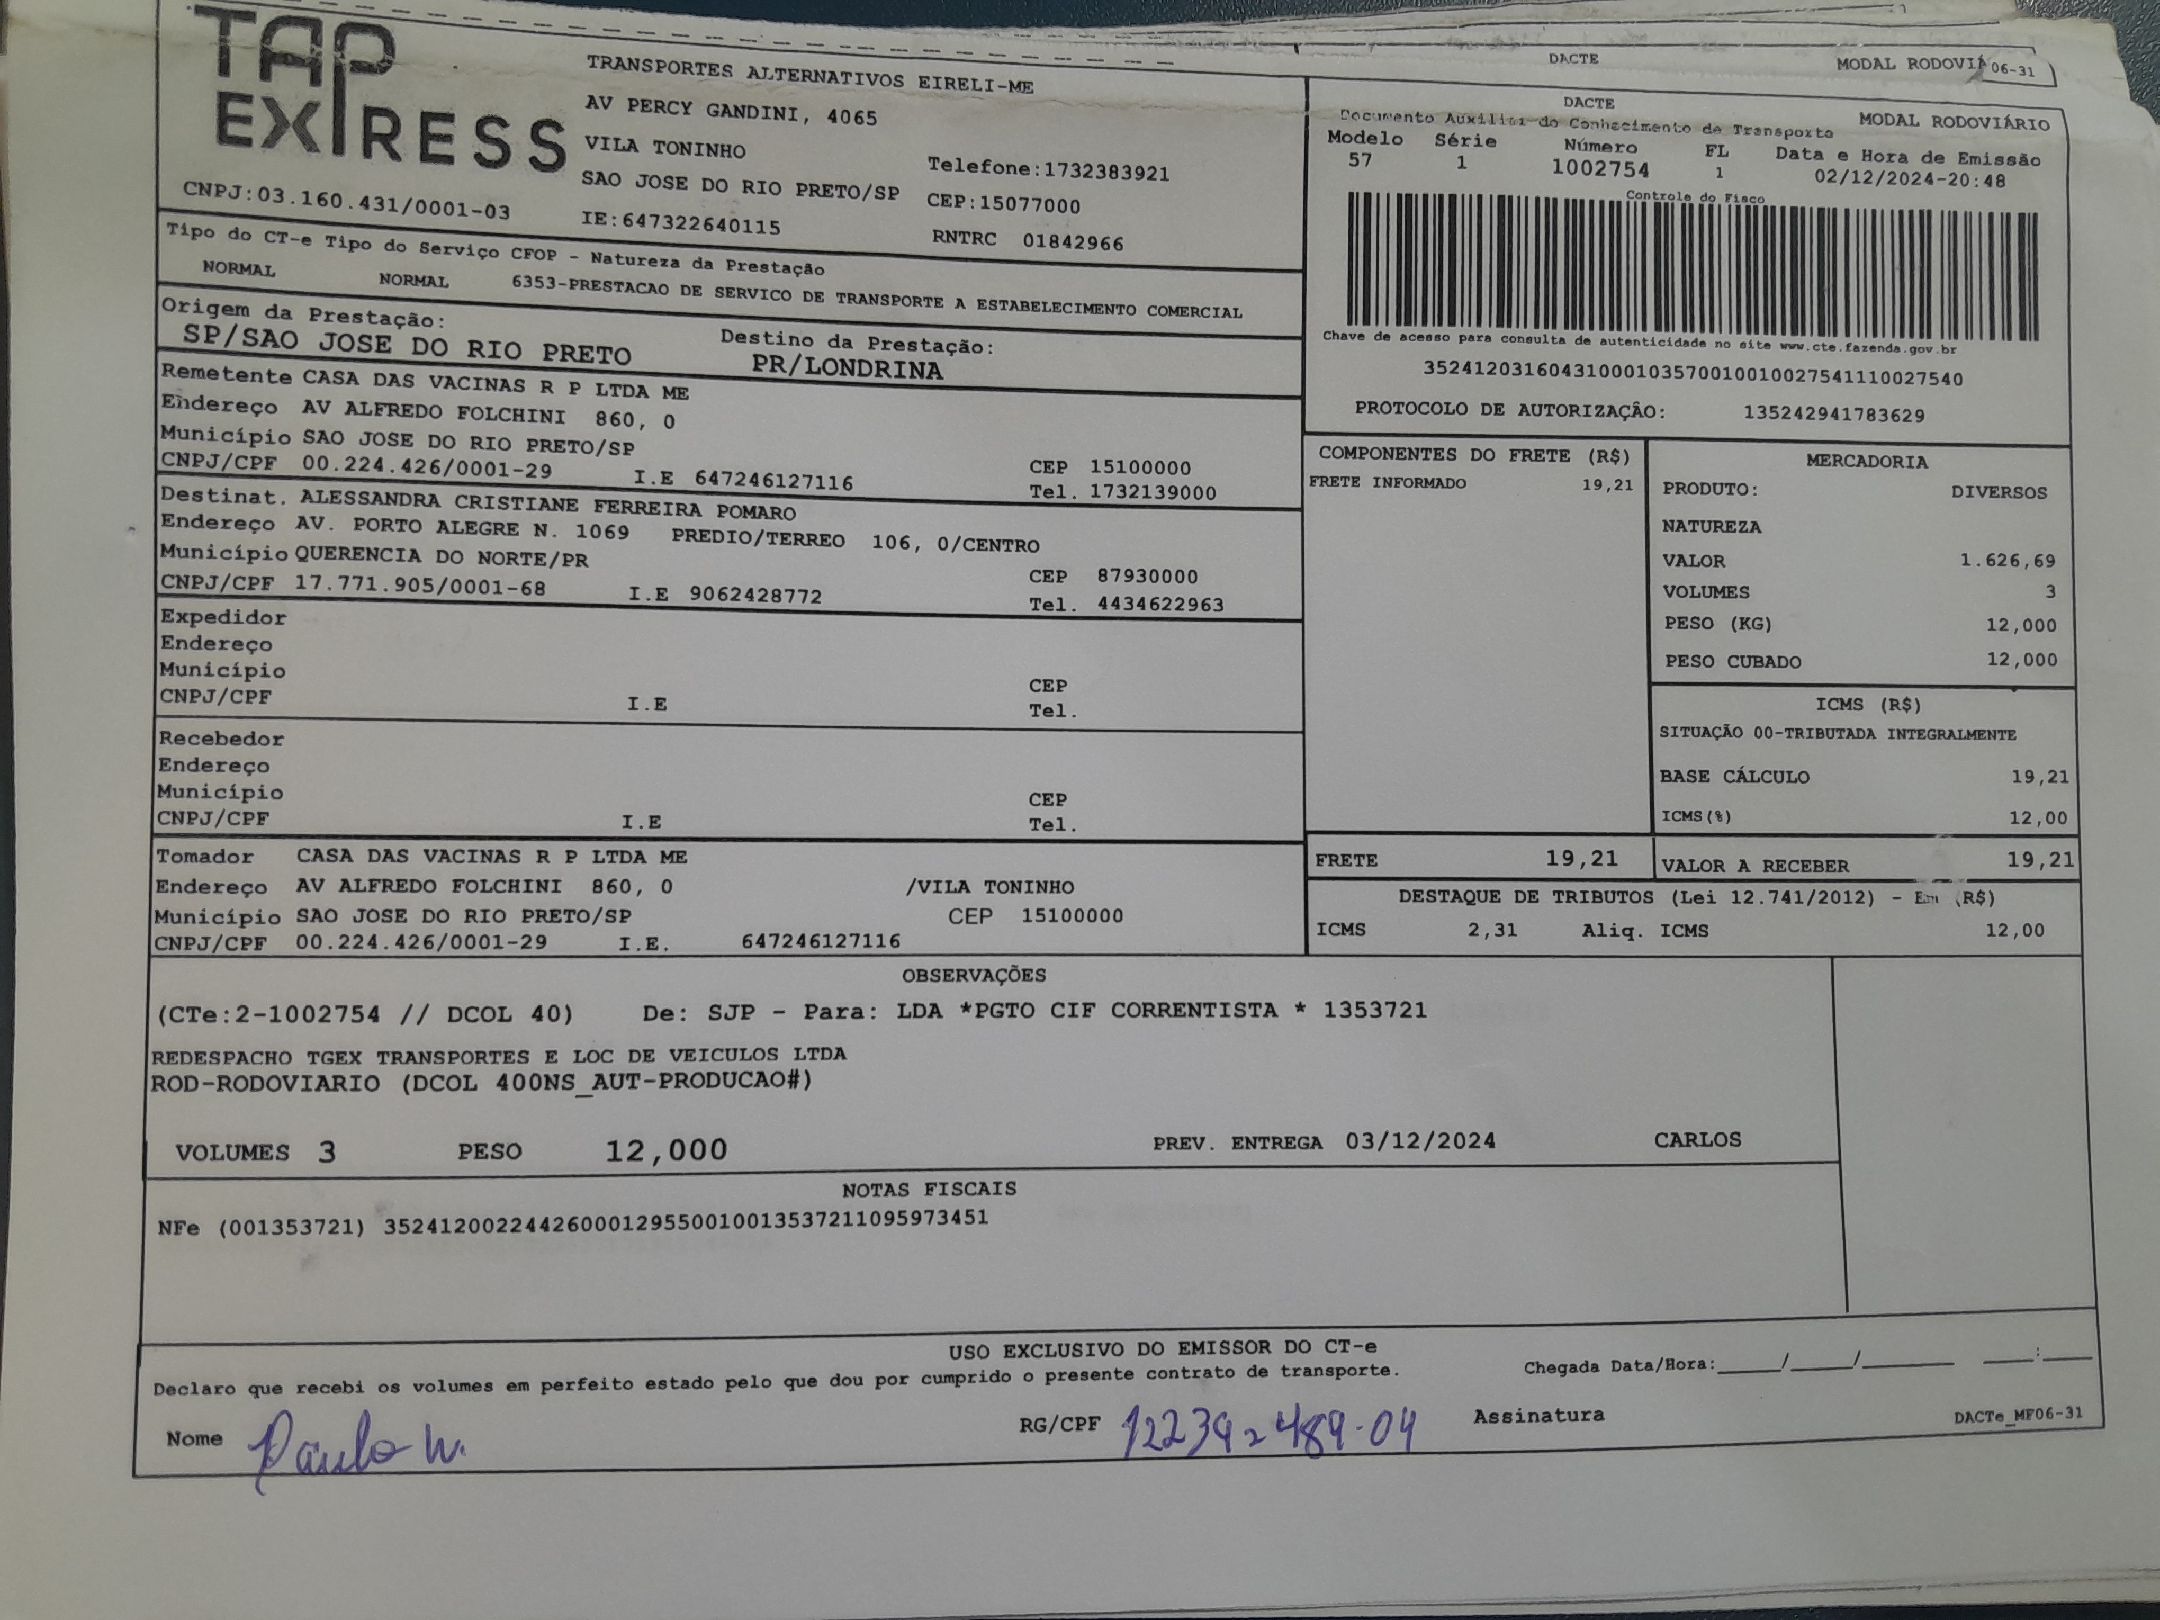 TAP
EXPRESS
CNPJ:03.160.431/0001-03
TRANSPORTES ALTERNATIVOS EIRELI-ME
AV PERCY GANDINI, 4065
VILA TONINHO
Telefone:1732383921
SAO JOSE DO RIO PRETO/SP CEP:15077000
IE:647322640115 RNTRC 01842966
DACTE MODAL RODOVIÁ 06-31
DACTE
Documento Auxiliar do Conhecimento de Transporte MODAL RODOVIÁRIO
Modelo Série Número FL Data e Hora de Emissão
57 1 1002754 1 02/12/2024-20:48
Controle do Fisco
Chave de acesso para consulta de autenticidade no site www.cte.fazenda.gov.br
35241203160431000103570010010027541110027540
PROTOCOLO DE AUTORIZAÇÃO: 135242941783629
Tipo do CT-e Tipo do Serviço CFOP - Natureza da Prestação
NORMAL NORMAL 6353-PRESTACAO DE SERVICO DE TRANSPORTE A ESTABELECIMENTO COMERCIAL
Origem da Prestação: Destino da Prestação:
SP/SAO JOSE DO RIO PRETO PR/LONDRINA
Remetente CASA DAS VACINAS R P LTDA ME
Endereço AV ALFREDO FOLCHINI 860, 0
Município SAO JOSE DO RIO PRETO/SP CEP 15100000
CNPJ/CPF 00.224.426/0001-29 I.E 647246127116 Tel. 1732139000
Destinat. ALESSANDRA CRISTIANE FERREIRA POMARO
Endereço AV. PORTO ALEGRE N. 1069 PREDIO/TERREO 106, 0/CENTRO
Município QUERENCIA DO NORTE/PR CEP 87930000
CNPJ/CPF 17.771.905/0001-68 I.E 9062428772 Tel. 4434622963
Expedidor
Endereço
Município CEP
CNPJ/CPF I.E Tel.
Recebedor
Endereço
Município CEP
CNPJ/CPF I.E Tel.
Tomador CASA DAS VACINAS R P LTDA ME
Endereço AV ALFREDO FOLCHINI 860, 0 /VILA TONINHO
Município SAO JOSE DO RIO PRETO/SP CEP 15100000
CNPJ/CPF 00.224.426/0001-29 I.E. 647246127116
COMPONENTES DO FRETE (R$)
FRETE INFORMADO 19,21
MERCADORIA
PRODUTO: DIVERSOS
NATUREZA
VALOR 1.626,69
VOLUMES 3
PESO (KG) 12,000
PESO CUBADO 12,000
ICMS (R$)
SITUAÇÃO 00-TRIBUTADA INTEGRALMENTE
BASE CÁLCULO 19,21
ICMS(%) 12,00
FRETE 19,21 VALOR A RECEBER 19,21
DESTAQUE DE TRIBUTOS (Lei 12.741/2012) - Em (R$)
ICMS 2,31 Aliq. ICMS 12,00
OBSERVAÇÕES
(CTe:2-1002754 // DCOL 40) De: SJP - Para: LDA *PGTO CIF CORRENTISTA * 1353721
REDESPACHO TGEX TRANSPORTES E LOC DE VEICULOS LTDA
ROD-RODOVIARIO (DCOL 400NS_AUT-PRODUCAO#)
VOLUMES 3 PESO 12,000 PREV. ENTREGA 03/12/2024 CARLOS
NOTAS FISCAIS
NFe (001353721) 35241200224426000129550010013537211095973451
USO EXCLUSIVO DO EMISSOR DO CT-e
Declaro que recebi os volumes em perfeito estado pelo que dou por cumprido o presente contrato de transporte. Chegada Data/Hora:____/____/______ ___:___
Nome Paulo W. RG/CPF Assinatura DACTe_MF06-31